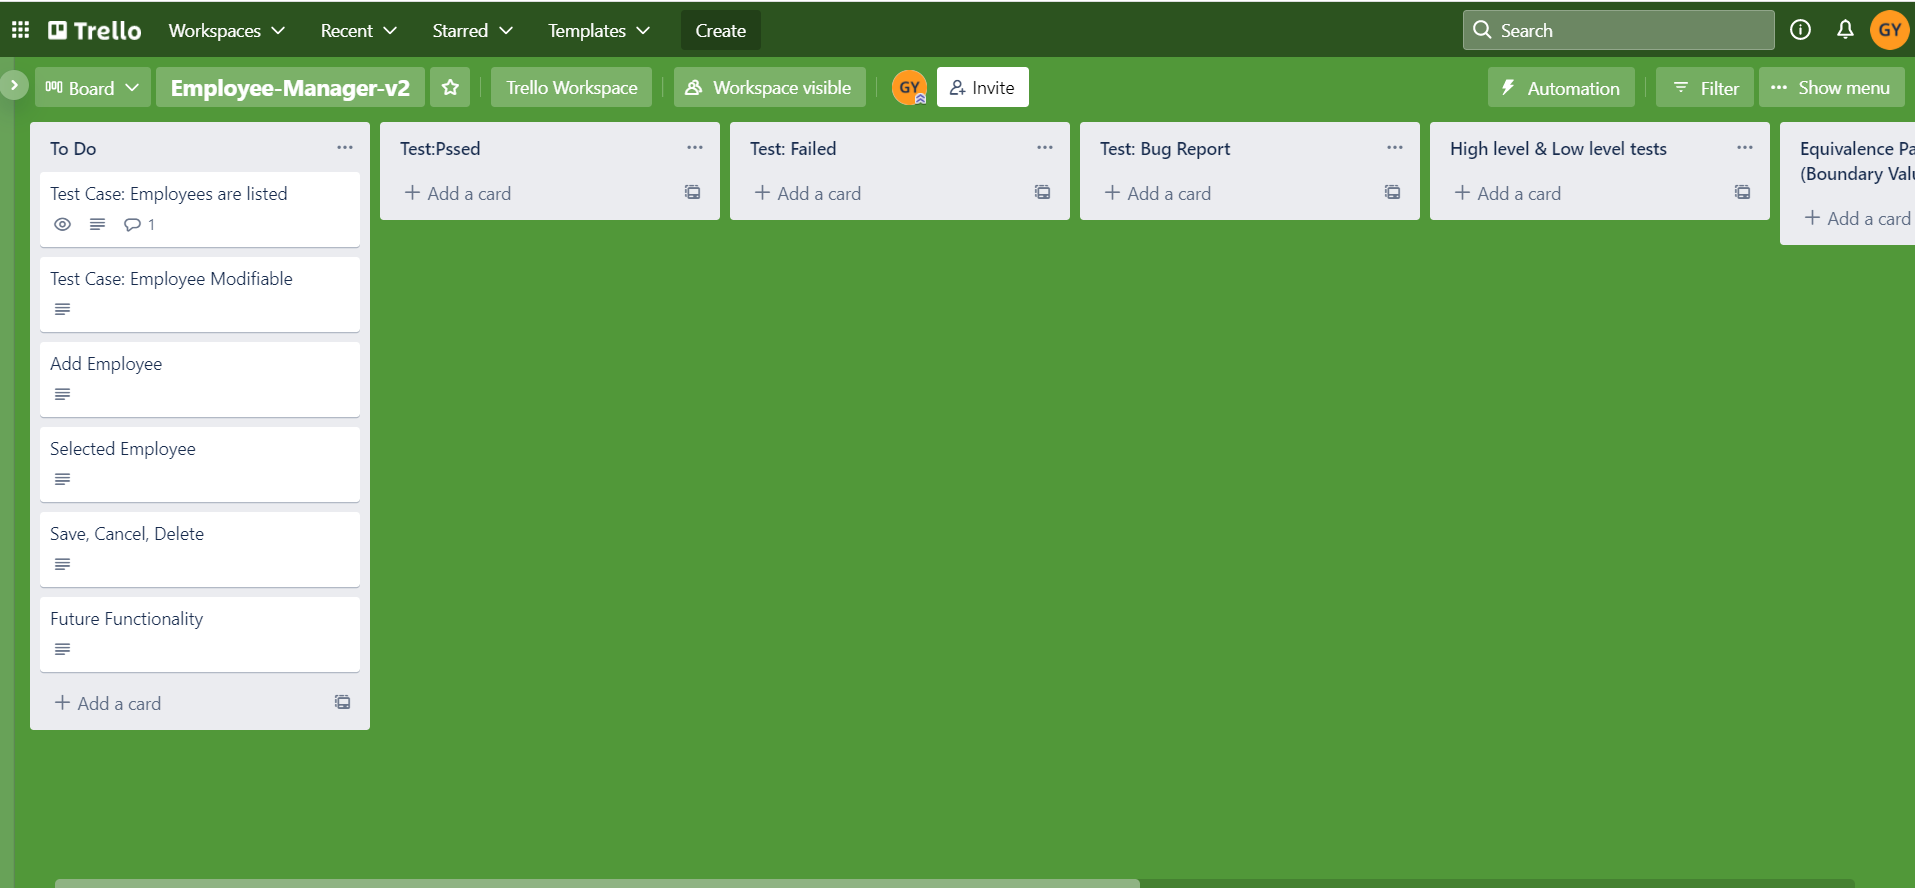 Trello Workspaces Recent Starred Templates Create Search GY
Board Employee-Manager-v2 Trello Workspace Workspace visible GY Invite Automation Filter Show menu
To Do
Test Case: Employees are listed
1
Test Case: Employee Modifiable
Add Employee
Selected Employee
Save, Cancel, Delete
Future Functionality
Add a card
Test:Pssed
Add a card
Test: Failed
Add a card
Test: Bug Report
Add a card
High level & Low level tests
Add a card
Equivalence Pa
(Boundary Valu
Add a card